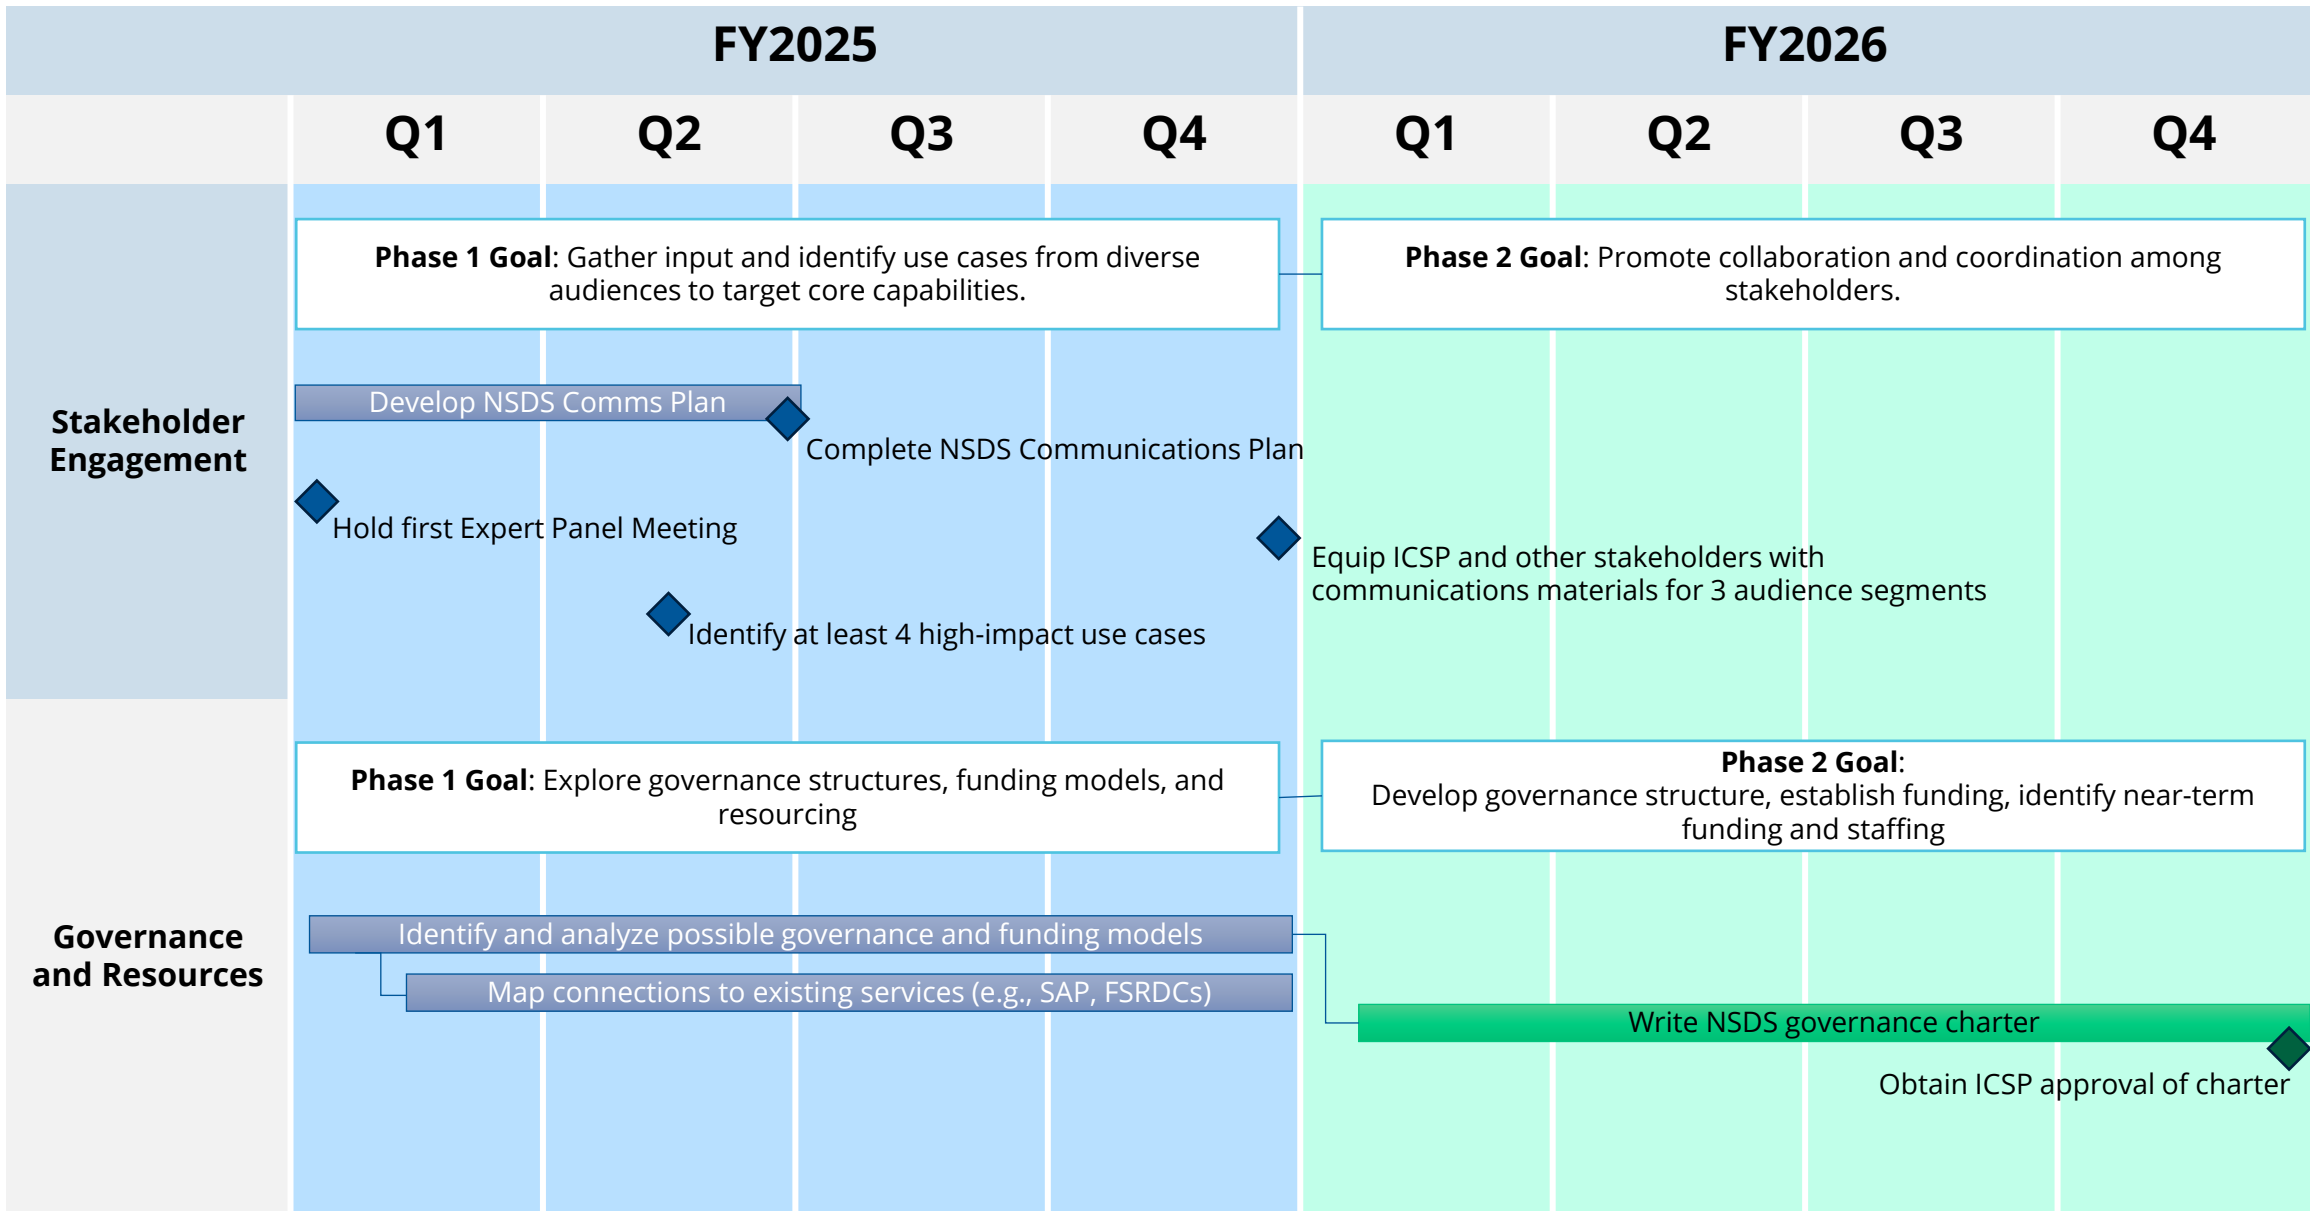 FY2025
FY2026
Q1
Q2
Q3
Q4
Q1
Q2
Q3
Q4
Stakeholder
Engagement
Phase 1 Goal: Gather input and identify use cases from diverse
audiences to target core capabilities.
Phase 2 Goal: Promote collaboration and coordination among
stakeholders.
Develop NSDS Comms Plan
Complete NSDS Communications Plan
Hold first Expert Panel Meeting
Equip ICSP and other stakeholders with
communications materials for 3 audience segments
Identify at least 4 high-impact use cases
Governance
and Resources
Phase 1 Goal: Explore governance structures, funding models, and
resourcing
Phase 2 Goal:
Develop governance structure, establish funding, identify near-term
funding and staffing
Identify and analyze possible governance and funding models
Map connections to existing services (e.g., SAP, FSRDCs)
Write NSDS governance charter
Obtain ICSP approval of charter